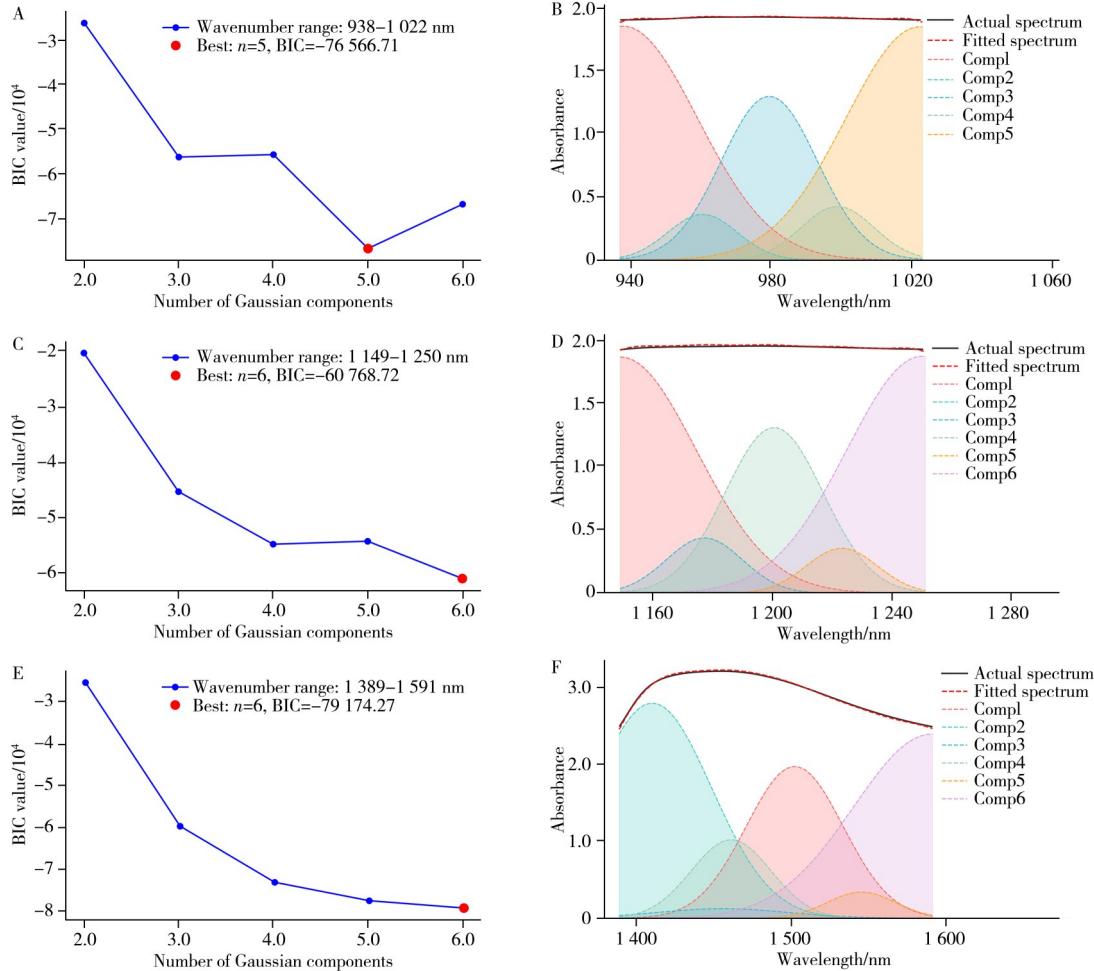 A
Wavenumber range: 938−1 022 nm
Best: n=5, BIC=−76 566.71
−3
−4
−5
−6
−7
BIC value/10⁴
2.0 3.0 4.0 5.0 6.0
Number of Gaussian components
B
2.0
1.5
1.0
0.5
0
Absorbance
Actual spectrum
Fitted spectrum
Compl
Comp2
Comp3
Comp4
Comp5
940 980 1 020 1 060
Wavelength/nm
C
Wavenumber range: 1 149−1 250 nm
Best: n=6, BIC=−60 768.72
−2
−3
−4
−5
−6
BIC value/10⁴
2.0 3.0 4.0 5.0 6.0
Number of Gaussian components
D
2.0
1.5
1.0
0.5
0
Absorbance
Actual spectrum
Fitted spectrum
Compl
Comp2
Comp3
Comp4
Comp5
Comp6
1 160 1 200 1 240 1 280
Wavelength/nm
E
Wavenumber range: 1 389−1 591 nm
Best: n=6, BIC=−79 174.27
−3
−4
−5
−6
−7
−8
BIC value/10⁴
2.0 3.0 4.0 5.0 6.0
Number of Gaussian components
F
3.0
2.0
1.0
0
Absorbance
Actual spectrum
Fitted spectrum
Compl
Comp2
Comp3
Comp4
Comp5
Comp6
1 400 1 500 1 600
Wavelength/nm